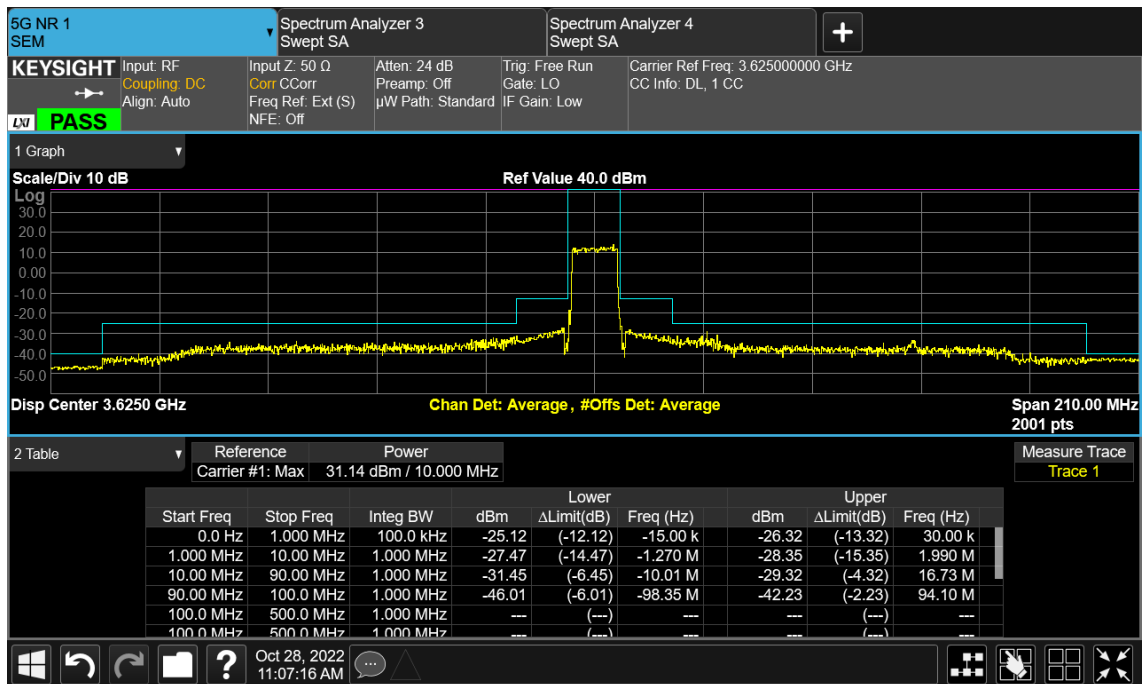 5G NR 1
SEM
Spectrum Analyzer 3
Swept SA
Spectrum Analyzer 4
Swept SA
+
KEYSIGHT
LXI
PASS
Input: RF
Coupling: DC
Align: Auto
Input Z: 50 Ω
Corr CCorr
Freq Ref: Ext (S)
NFE: Off
Atten: 24 dB
Preamp: Off
µW Path: Standard
Trig: Free Run
Gate: LO
IF Gain: Low
Carrier Ref Freq: 3.625000000 GHz
CC Info: DL, 1 CC
1 Graph
Scale/Div 10 dB
Ref Value 40.0 dBm
Log
30.0
20.0
10.0
0.00
-10.0
-20.0
-30.0
-40.0
-50.0
Disp Center 3.6250 GHz
Chan Det: Average, #Offs Det: Average
Span 210.00 MHz
2001 pts
2 Table
Reference Power
Carrier #1: Max 31.14 dBm / 10.000 MHz
Measure Trace
Trace 1
Lower Upper
Start Freq Stop Freq Integ BW dBm ΔLimit(dB) Freq (Hz) dBm ΔLimit(dB) Freq (Hz)
0.0 Hz 1.000 MHz 100.0 kHz -25.12 (-12.12) -15.00 k -26.32 (-13.32) 30.00 k
1.000 MHz 10.00 MHz 1.000 MHz -27.47 (-14.47) -1.270 M -28.35 (-15.35) 1.990 M
10.00 MHz 90.00 MHz 1.000 MHz -31.45 (-6.45) -10.01 M -29.32 (-4.32) 16.73 M
90.00 MHz 100.0 MHz 1.000 MHz -46.01 (-6.01) -98.35 M -42.23 (-2.23) 94.10 M
100.0 MHz 500.0 MHz 1.000 MHz --- (---) --- --- (---) ---
100.0 MHz 500.0 MHz 1.000 MHz --- (---) --- --- (---) ---
?
Oct 28, 2022
11:07:16 AM